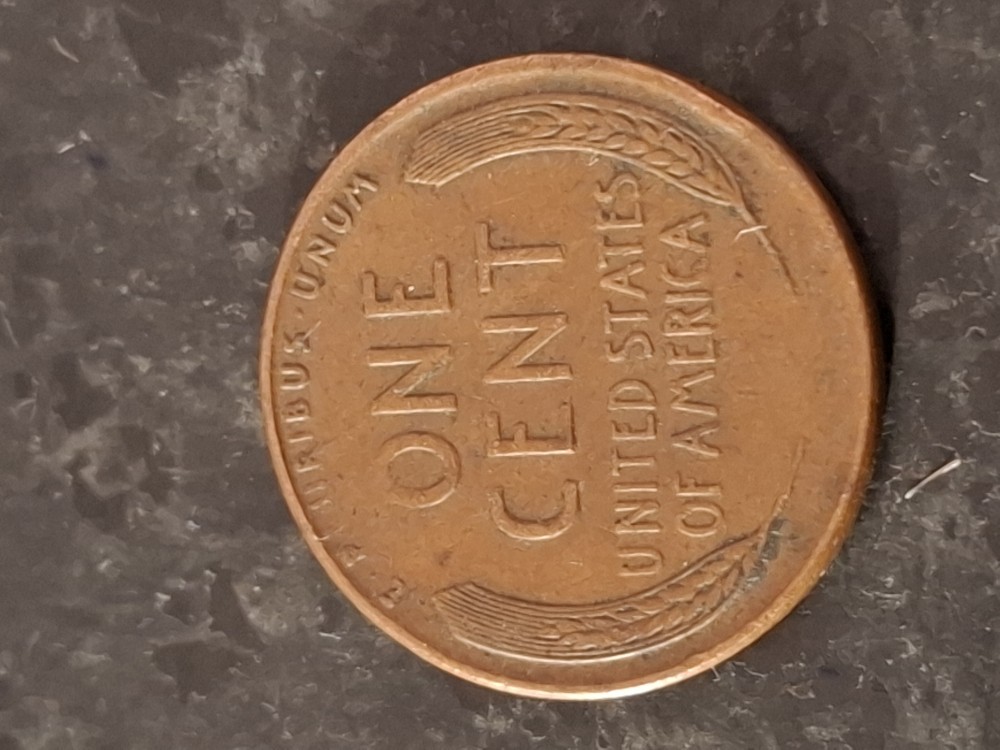 E · PLURIBUS · UNUM
ONE
CENT
UNITED STATES
OF AMERICA